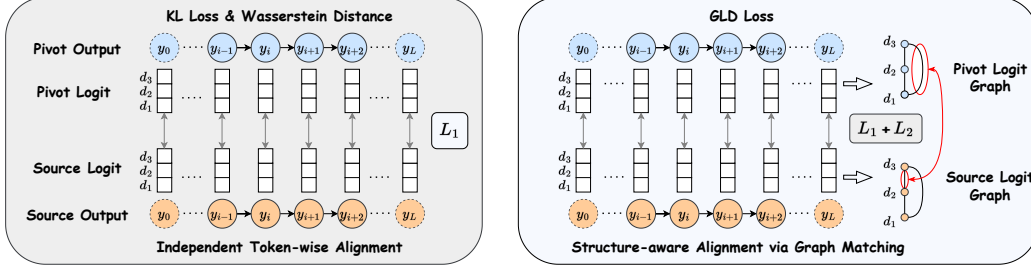 KL Loss & Wasserstein Distance
Pivot Output y₀ ⋯ yᵢ₋₁ yᵢ yᵢ₊₁ yᵢ₊₂ ⋯ y_L
d₃
Pivot Logit d₂ .... ....
d₁
L₁
d₃
Source Logit d₂ .... ....
d₁
Source Output y₀ ⋯ yᵢ₋₁ yᵢ yᵢ₊₁ yᵢ₊₂ ⋯ y_L
Independent Token-wise Alignment
GLD Loss
y₀ ⋯ yᵢ₋₁ yᵢ yᵢ₊₁ yᵢ₊₂ ⋯ y_L
d₃
d₂ .... ....
d₁
d₃
d₂
d₁
Pivot Logit
Graph
L₁ + L₂
d₃
d₂ .... ....
d₁
d₃
d₂
d₁
Source Logit
Graph
y₀ ⋯ yᵢ₋₁ yᵢ yᵢ₊₁ yᵢ₊₂ ⋯ y_L
Structure-aware Alignment via Graph Matching